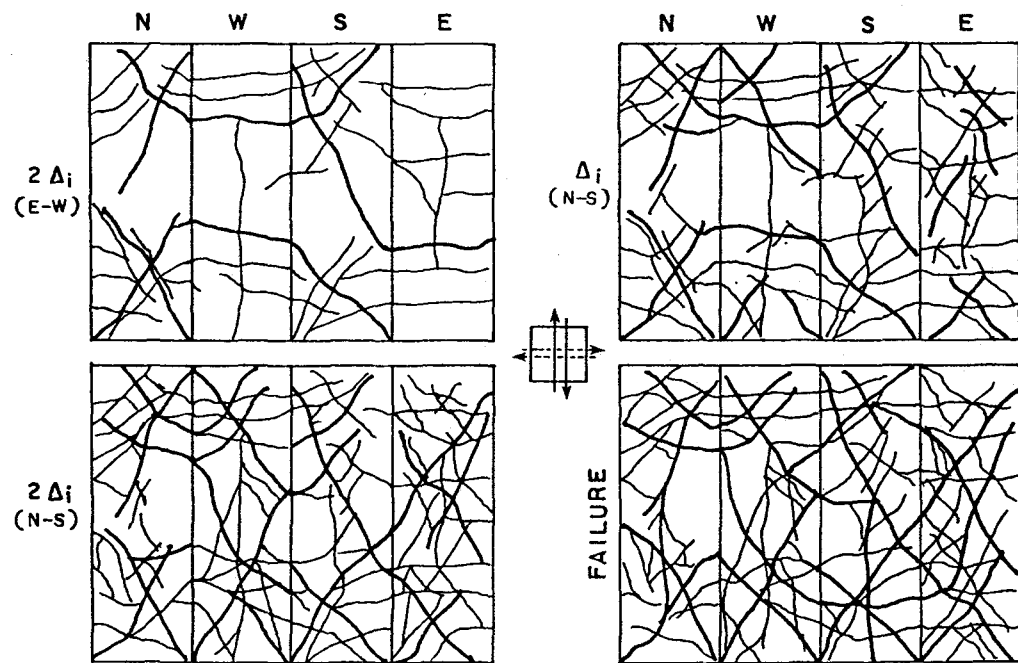 N W S E
N W S E
2 Δi
(E-W)
Δi
(N-S)
2 Δi
(N-S)
FAILURE